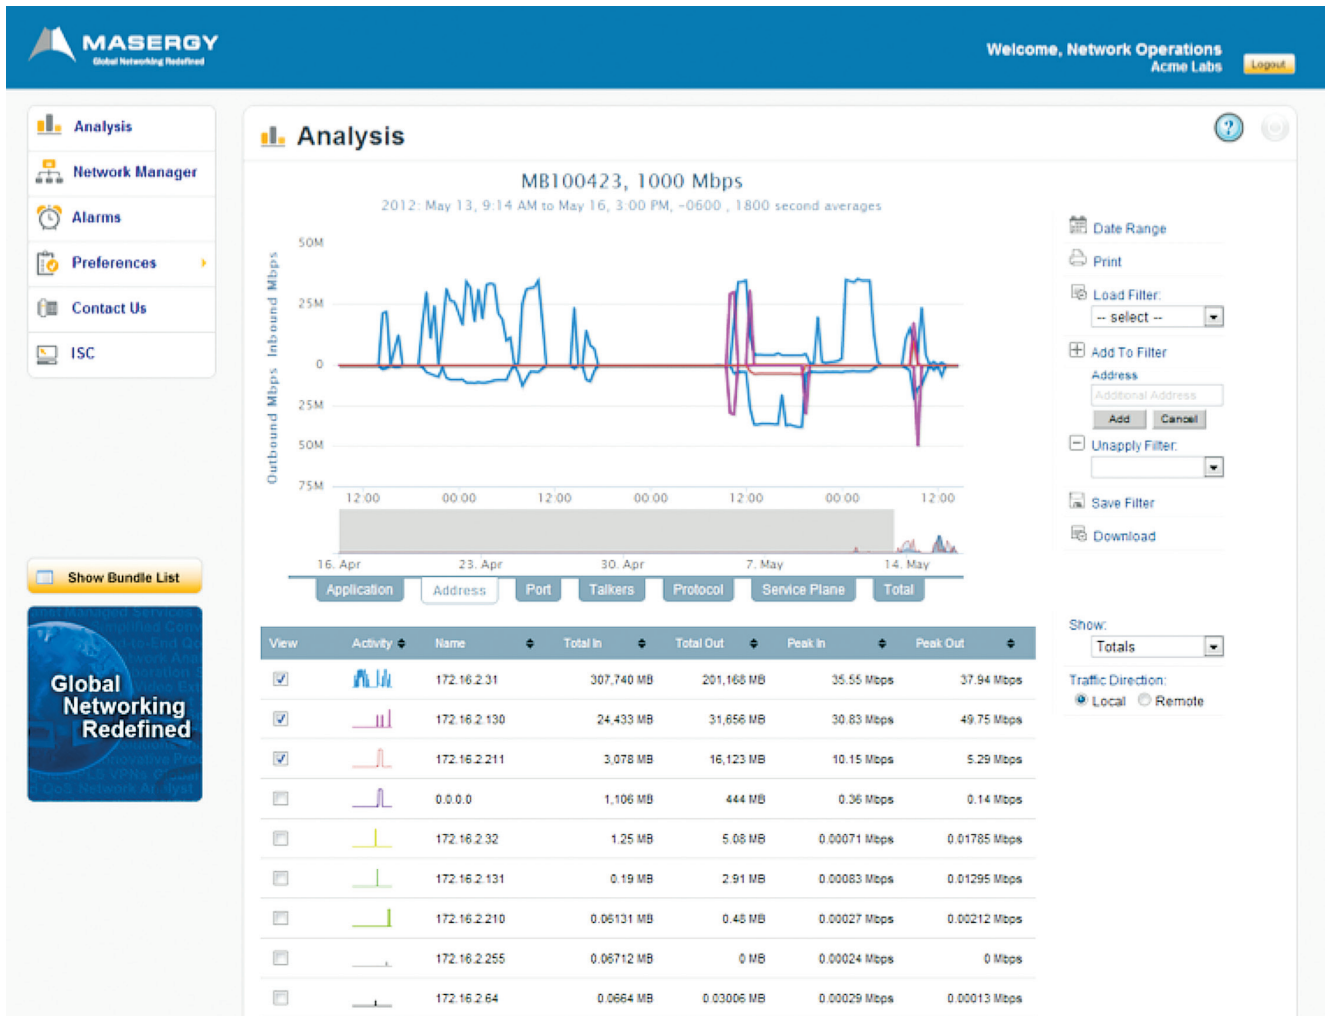 MASERGY
Global Networking Redefined
Welcome, Network Operations
Acme Labs
Logout
Analysis
Network Manager
Alarms
Preferences
Contact Us
ISC
Show Bundle List
Global
Networking
Redefined
Analysis
?
MB100423, 1000 Mbps
2012: May 13, 9:14 AM to May 16, 3:00 PM, -0600 , 1800 second averages
Outbound Mbps Inbound Mbps
50M
25M
0
25M
50M
75M
12:00 00:00 12:00 00:00 12:00 00:00 12:00
16. Apr 23. Apr 30. Apr 7. May 14. May
Application Address Port Talkers Protocol Service Plane Total
View Activity Name Total In Total Out Peak In Peak Out
172.16.2.31 307,740 MB 201,168 MB 35.55 Mbps 37.94 Mbps
172.16.2.130 24,433 MB 31,656 MB 30.83 Mbps 49.75 Mbps
172.16.2.211 3,078 MB 16,123 MB 10.15 Mbps 5.29 Mbps
0.0.0.0 1,106 MB 444 MB 0.36 Mbps 0.14 Mbps
172.16.2.32 1.25 MB 5.08 MB 0.00071 Mbps 0.01785 Mbps
172.16.2.131 0.19 MB 2.91 MB 0.00083 Mbps 0.01295 Mbps
172.16.2.210 0.06131 MB 0.48 MB 0.00027 Mbps 0.00212 Mbps
172.16.2.255 0.06712 MB 0 MB 0.00024 Mbps 0 Mbps
172.16.2.64 0.0664 MB 0.03006 MB 0.00029 Mbps 0.00013 Mbps
Date Range
Print
Load Filter:
-- select --
Add To Filter
Address
Additional Address
Add Cancel
Unapply Filter:
Save Filter
Download
Show:
Totals
Traffic Direction:
Local Remote